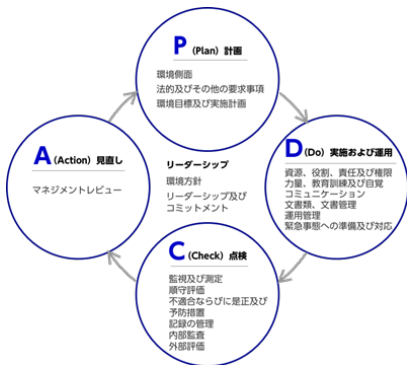 P (Plan) 計画
環境側面
法的及びその他の要求事項
環境目標及び実施計画
D (Do) 実施および運用
資源、役割、責任及び権限
力量、教育訓練及び自覚
コミュニケーション
文書類、文書管理
運用管理
緊急事態への準備及び対応
C (Check) 点検
監視及び測定
順守評価
不適合ならびに是正及び
予防措置
記録の管理
内部監査
外部評価
A (Action) 見直し
マネジメントレビュー
リーダーシップ
環境方針
リーダーシップ及び
コミットメント